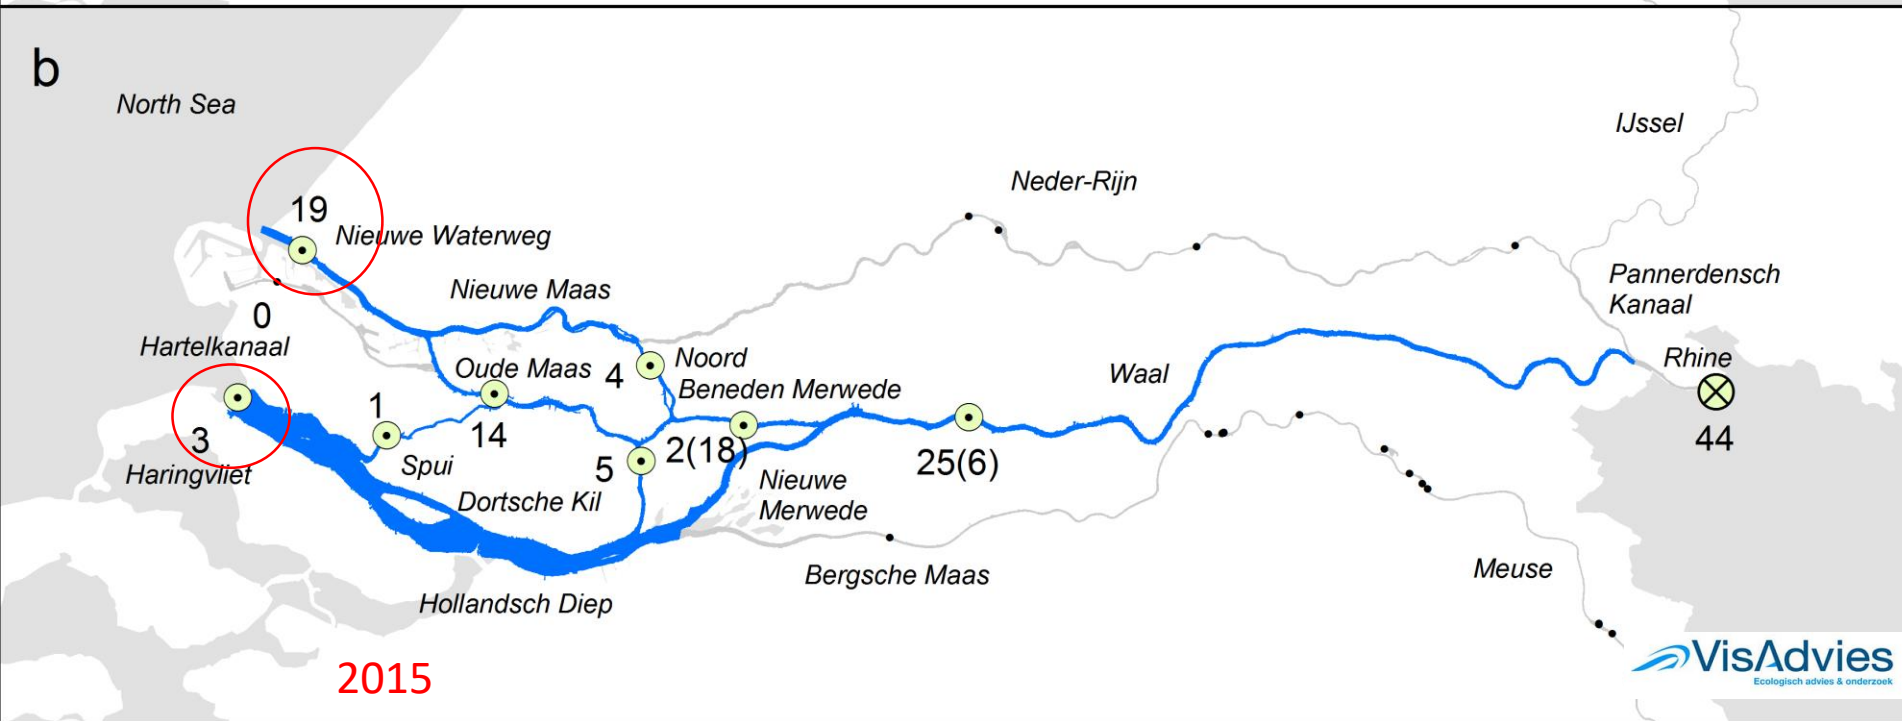 b
North Sea
IJssel
Neder-Rijn
19
Nieuwe Waterweg
Pannerdensch
Kanaal
Nieuwe Maas
0
Hartelkanaal
Oude Maas
4
Noord
Rhine
Waal
Beneden Merwede
1
14
3
2(18)
44
25(6)
Haringvliet
Spui
5
Nieuwe
Merwede
Dortsche Kil
Bergsche Maas
Meuse
Hollandsch Diep
2015
VisAdvies
Ecologisch advies & onderzoek